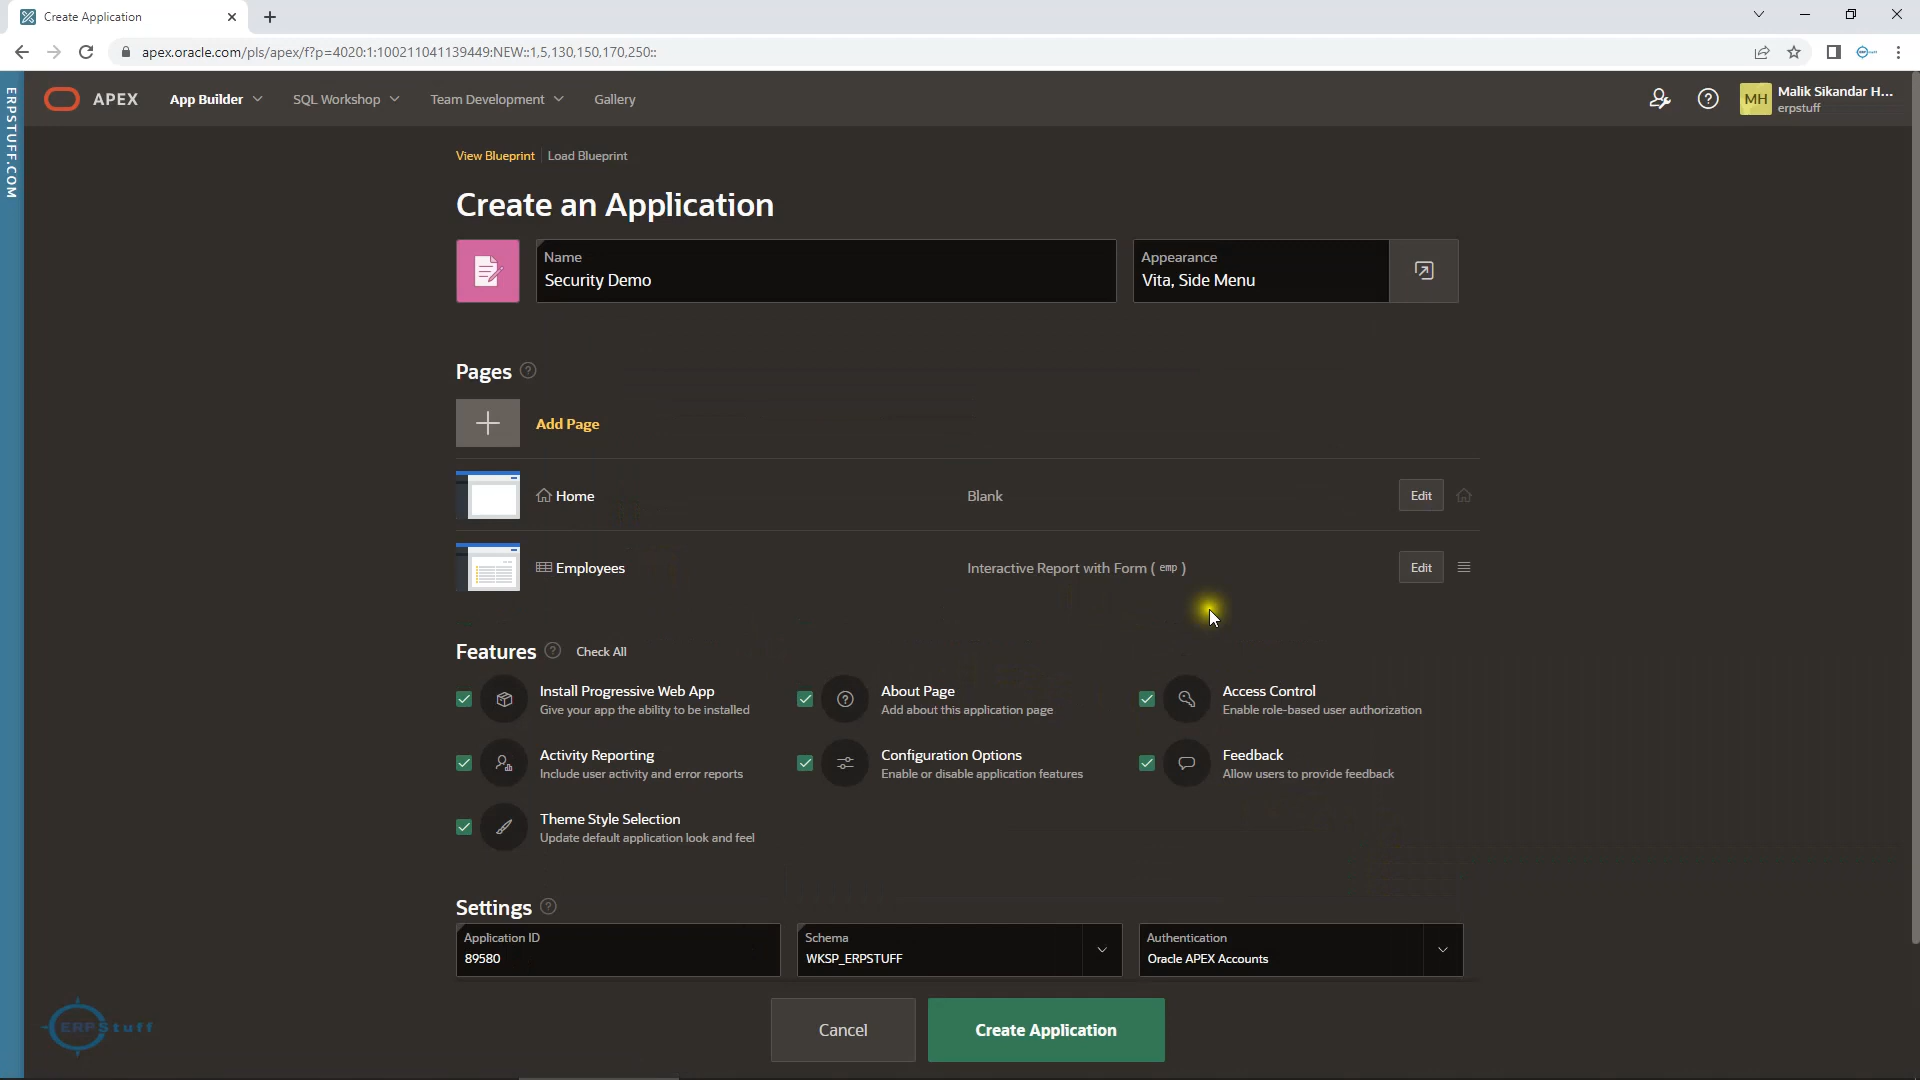 Create Application
apex.oracle.com/pls/apex/f?p=4020:1:100211041139449:NEW::1,5,130,150,170,250::
ERPSTUFF.COM
APEX
App Builder
SQL Workshop
Team Development
Gallery
MH
Malik Sikandar H...
erpstuff
View Blueprint
Load Blueprint
Create an Application
Name
Security Demo
Appearance
Vita, Side Menu
Pages
Add Page
Home
Blank
Edit
Employees
Interactive Report with Form ( emp )
Edit
Features
Check All
Install Progressive Web App
Give your app the ability to be installed
About Page
Add about this application page
Access Control
Enable role-based user authorization
Activity Reporting
Include user activity and error reports
Configuration Options
Enable or disable application features
Feedback
Allow users to provide feedback
Theme Style Selection
Update default application look and feel
Settings
Application ID
89580
Schema
WKSP_ERPSTUFF
Authentication
Oracle APEX Accounts
ERPStuff
Cancel
Create Application